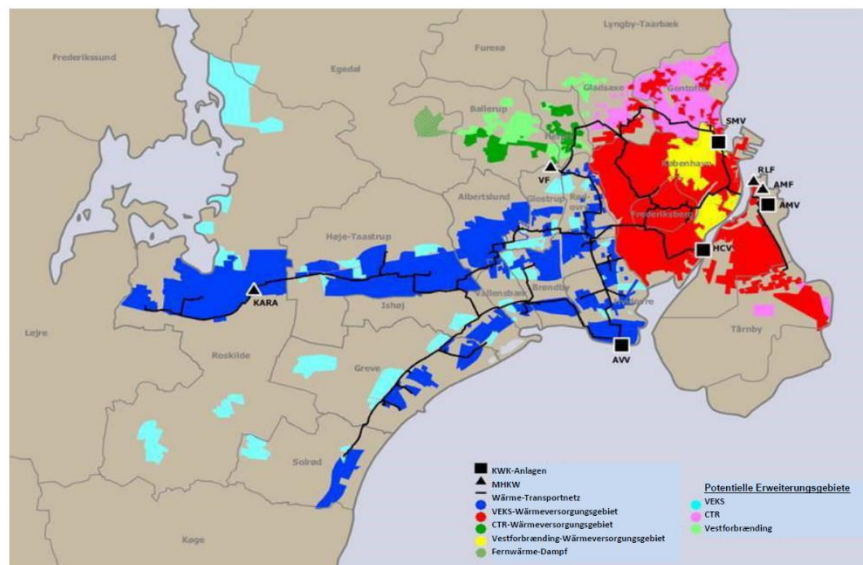 Lyngby-Taarbæk
Frederikssund
Egedal
Furesø
Gladsaxe
Gentofte
Ballerup
SMV
København
VF
RLF
AMF
AMV
Albertslund
Glostrup
Frederiksberg
Høje-Taastrup
HCV
KARA
Ishøj
Vallensbæk
Brøndby
Tårnby
Lejre
Roskilde
Greve
AVV
Solrød
Køge
KWK-Anlagen
MHKW
Wärme-Transportnetz
VEKS-Wärmeversorgungsgebiet
CTR-Wärmeversorgungsgebiet
Vestforbrænding-Wärmeversorgungsgebiet
Fernwärme-Dampf
Potentielle Erweiterungsgebiete
VEKS
CTR
Vestforbrænding